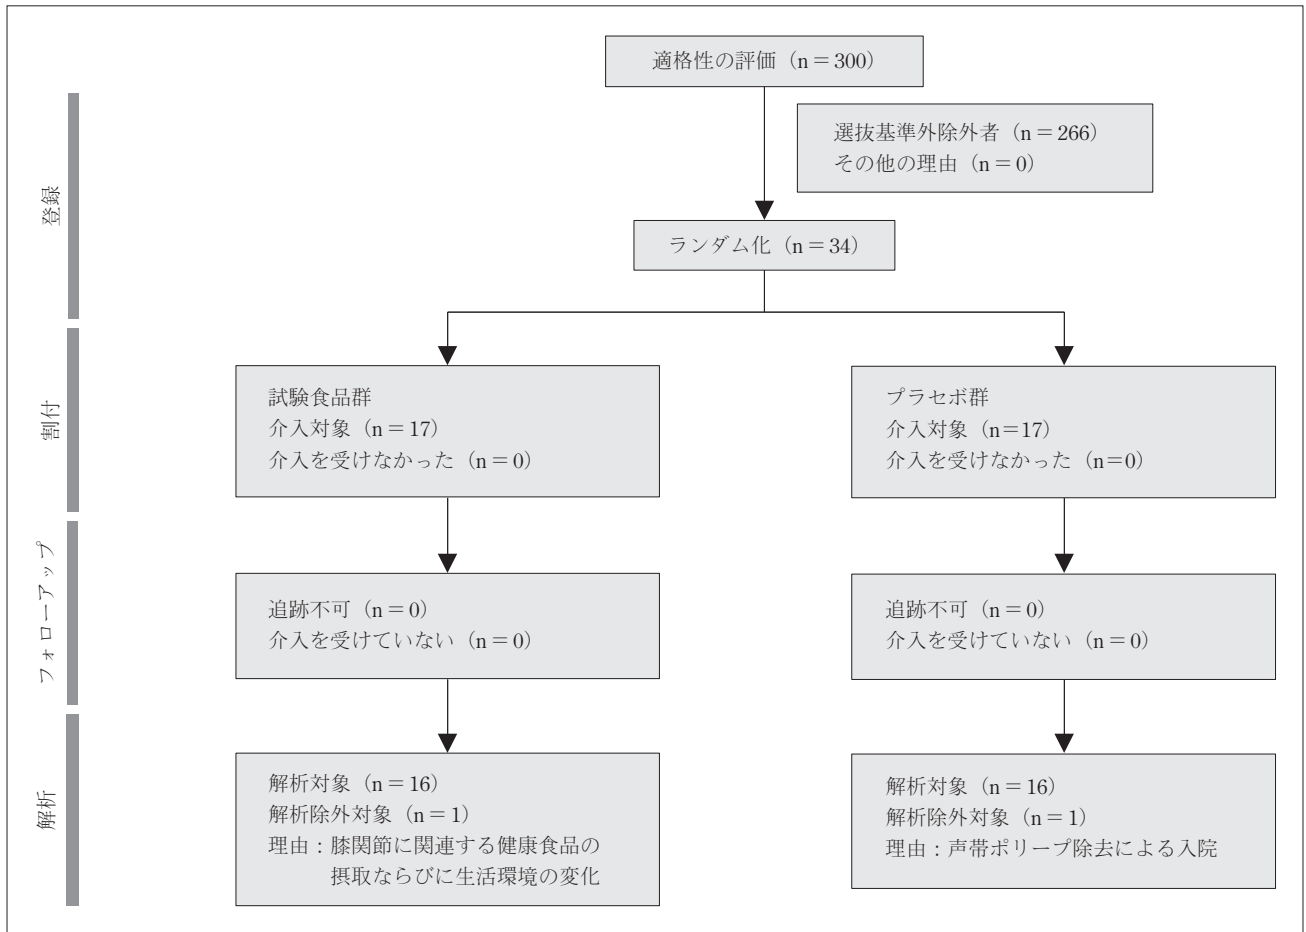 適格性の評価（n＝300）
選抜基準外除外者（n＝266）
その他の理由（n＝0）
登録
ランダム化（n＝34）
割付
試験食品群
介入対象（n＝17）
介入を受けなかった（n＝0）
プラセボ群
介入対象（n＝17）
介入を受けなかった（n＝0）
フォローアップ
追跡不可（n＝0）
介入を受けていない（n＝0）
追跡不可（n＝0）
介入を受けていない（n＝0）
解析
解析対象（n＝16）
解析除外対象（n＝1）
理由：膝関節に関連する健康食品の
摂取ならびに生活環境の変化
解析対象（n＝16）
解析除外対象（n＝1）
理由：声帯ポリープ除去による入院